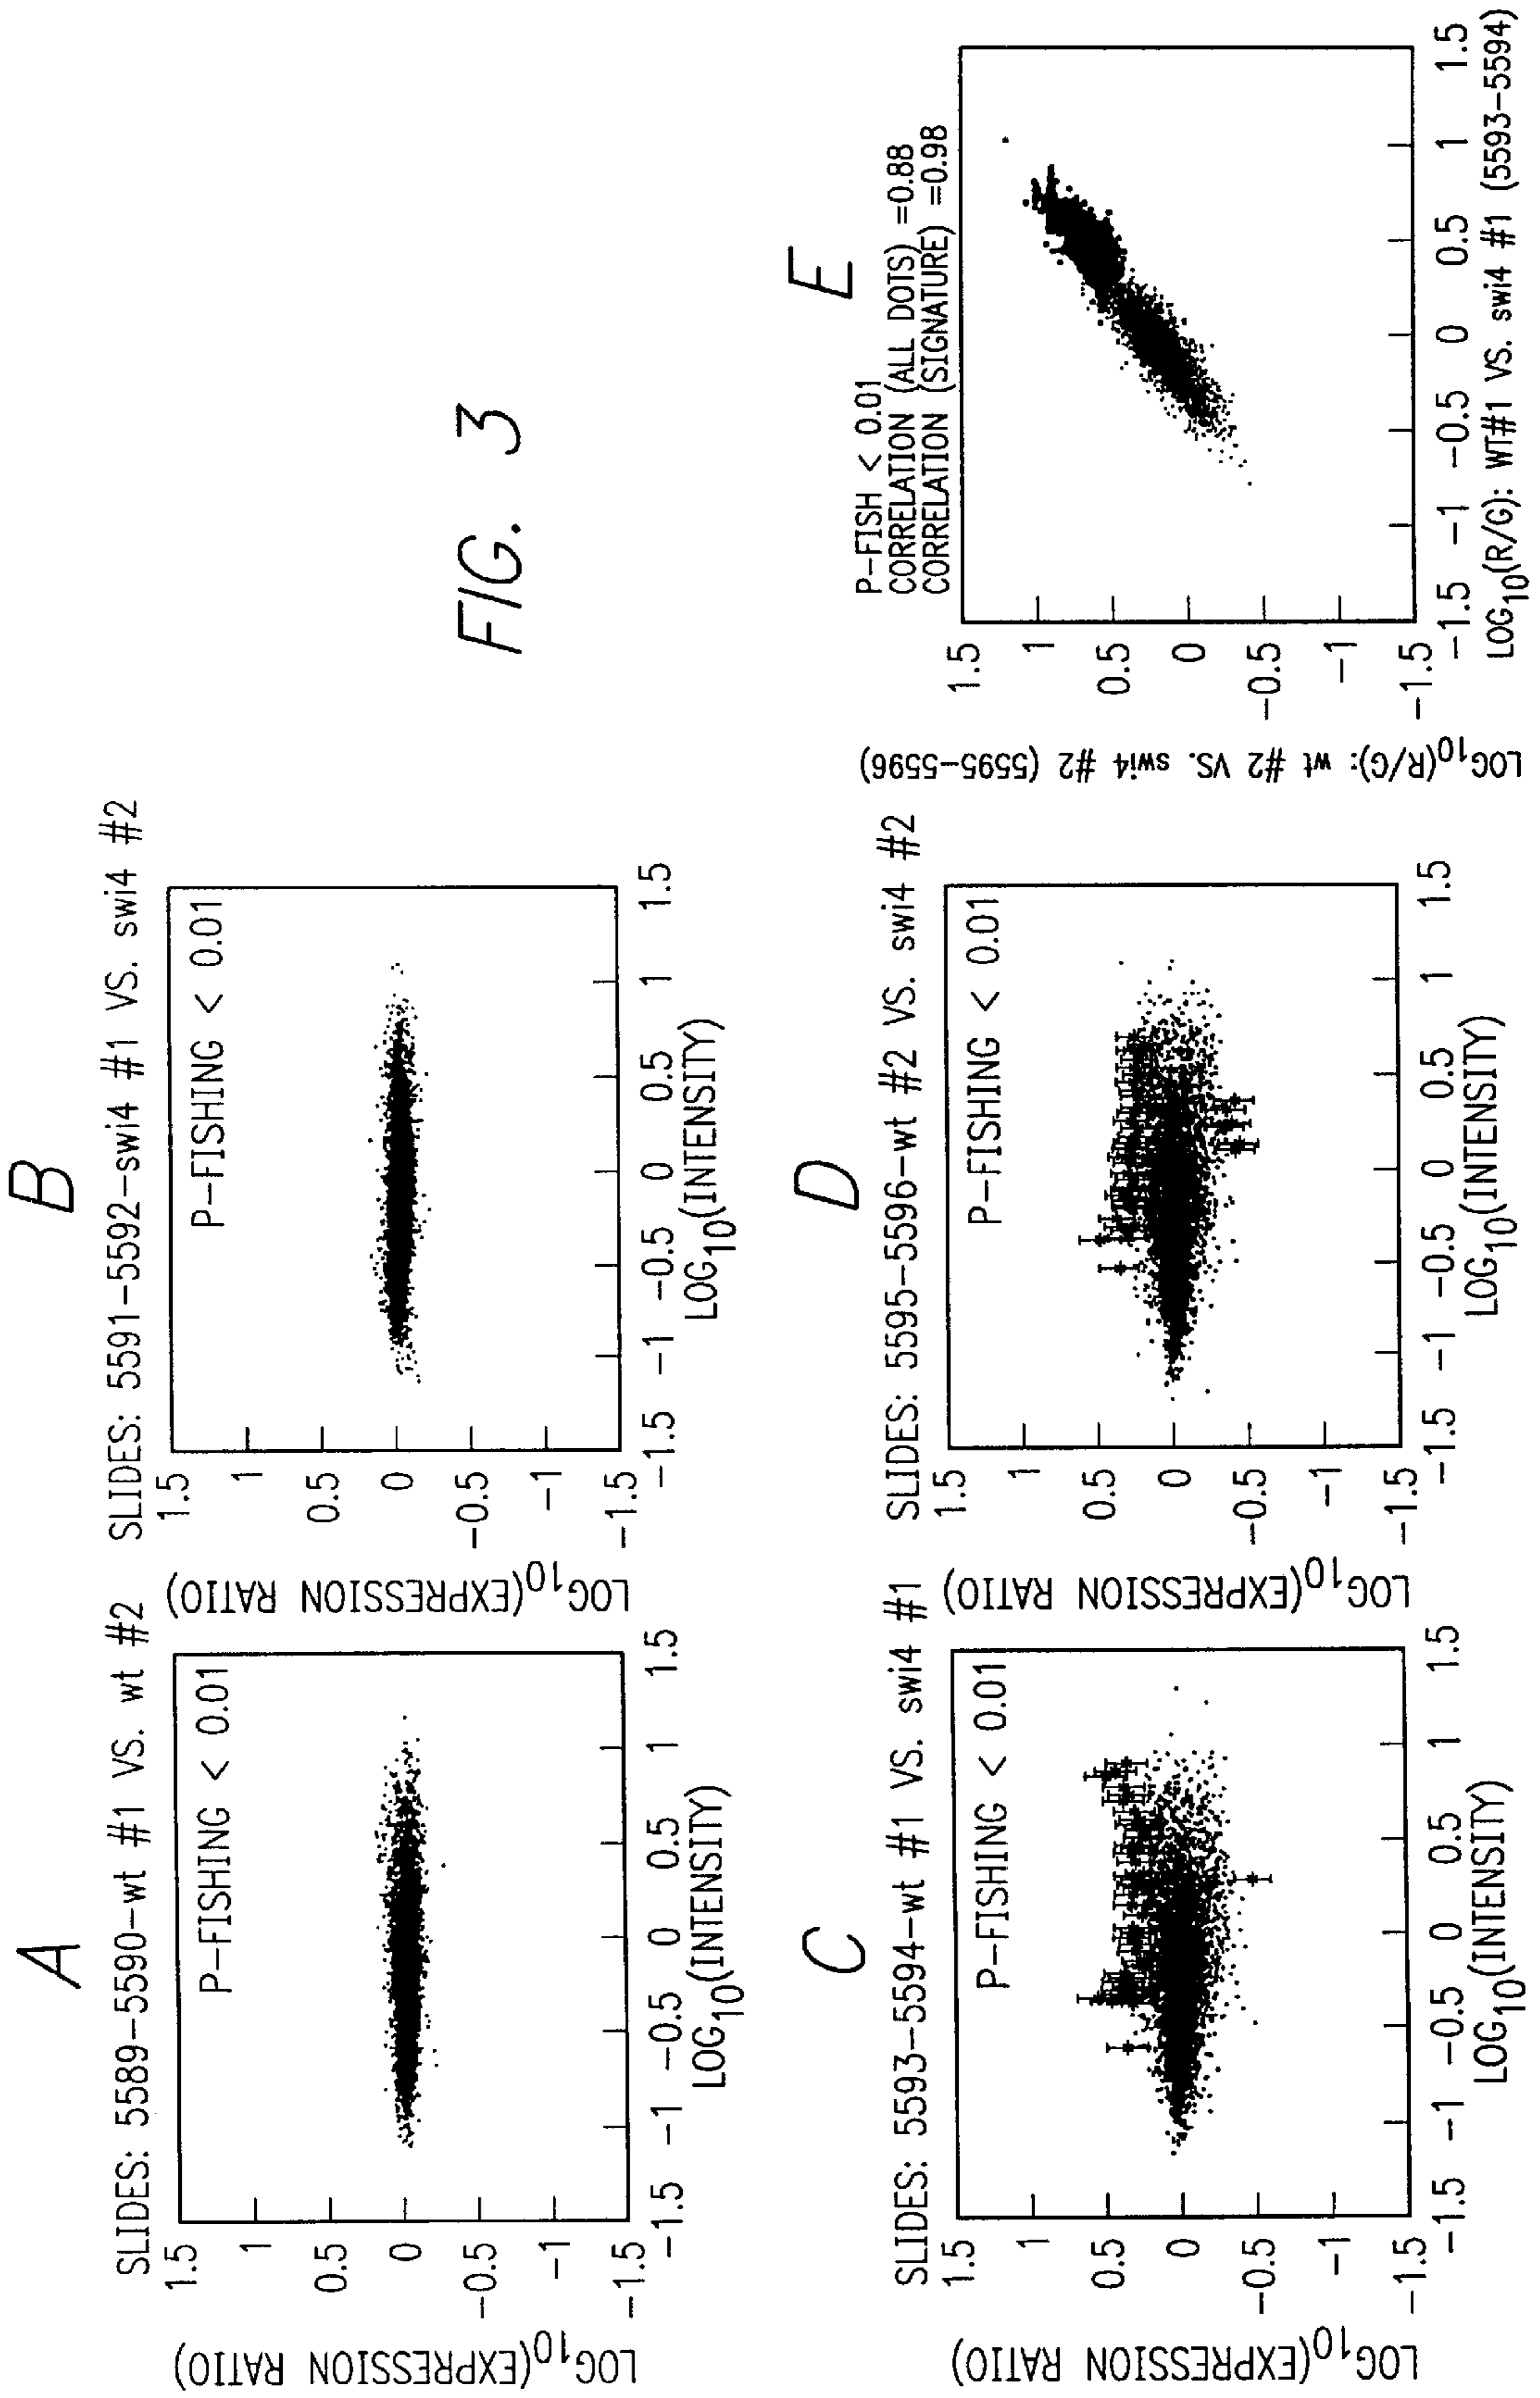 FIG. 3
A
SLIDES: 5589-5590-wt #1 VS. wt #2
P-FISHING < 0.01
LOG10(EXPRESSION RATIO)
1.5
1
0.5
0
-0.5
-1
-1.5
-1.5 -1 -0.5 0 0.5 1 1.5
LOG10(INTENSITY)
B
SLIDES: 5591-5592-swi4 #1 VS. swi4 #2
P-FISHING < 0.01
LOG10(EXPRESSION RATIO)
1.5
1
0.5
0
-0.5
-1
-1.5
-1.5 -1 -0.5 0 0.5 1 1.5
LOG10(INTENSITY)
C
SLIDES: 5593-5594-wt #1 VS. swi4 #1
P-FISHING < 0.01
LOG10(EXPRESSION RATIO)
1.5
1
0.5
0
-0.5
-1
-1.5
-1.5 -1 -0.5 0 0.5 1 1.5
LOG10(INTENSITY)
D
SLIDES: 5595-5596-wt #2 VS. swi4 #2
P-FISHING < 0.01
LOG10(EXPRESSION RATIO)
1.5
1
0.5
0
-0.5
-1
-1.5
-1.5 -1 -0.5 0 0.5 1 1.5
LOG10(INTENSITY)
E
P-FISH < 0.01
CORRELATION (ALL DOTS) =0.88
CORRELATION (SIGNATURE) =0.98
LOG10(R/G): wt #2 VS. swi4 #2 (5595-5596)
1.5
1
0.5
0
-0.5
-1
-1.5
-1.5 -1 -0.5 0 0.5 1 1.5
LOG10(R/G): WT#1 VS. swi4 #1 (5593-5594)